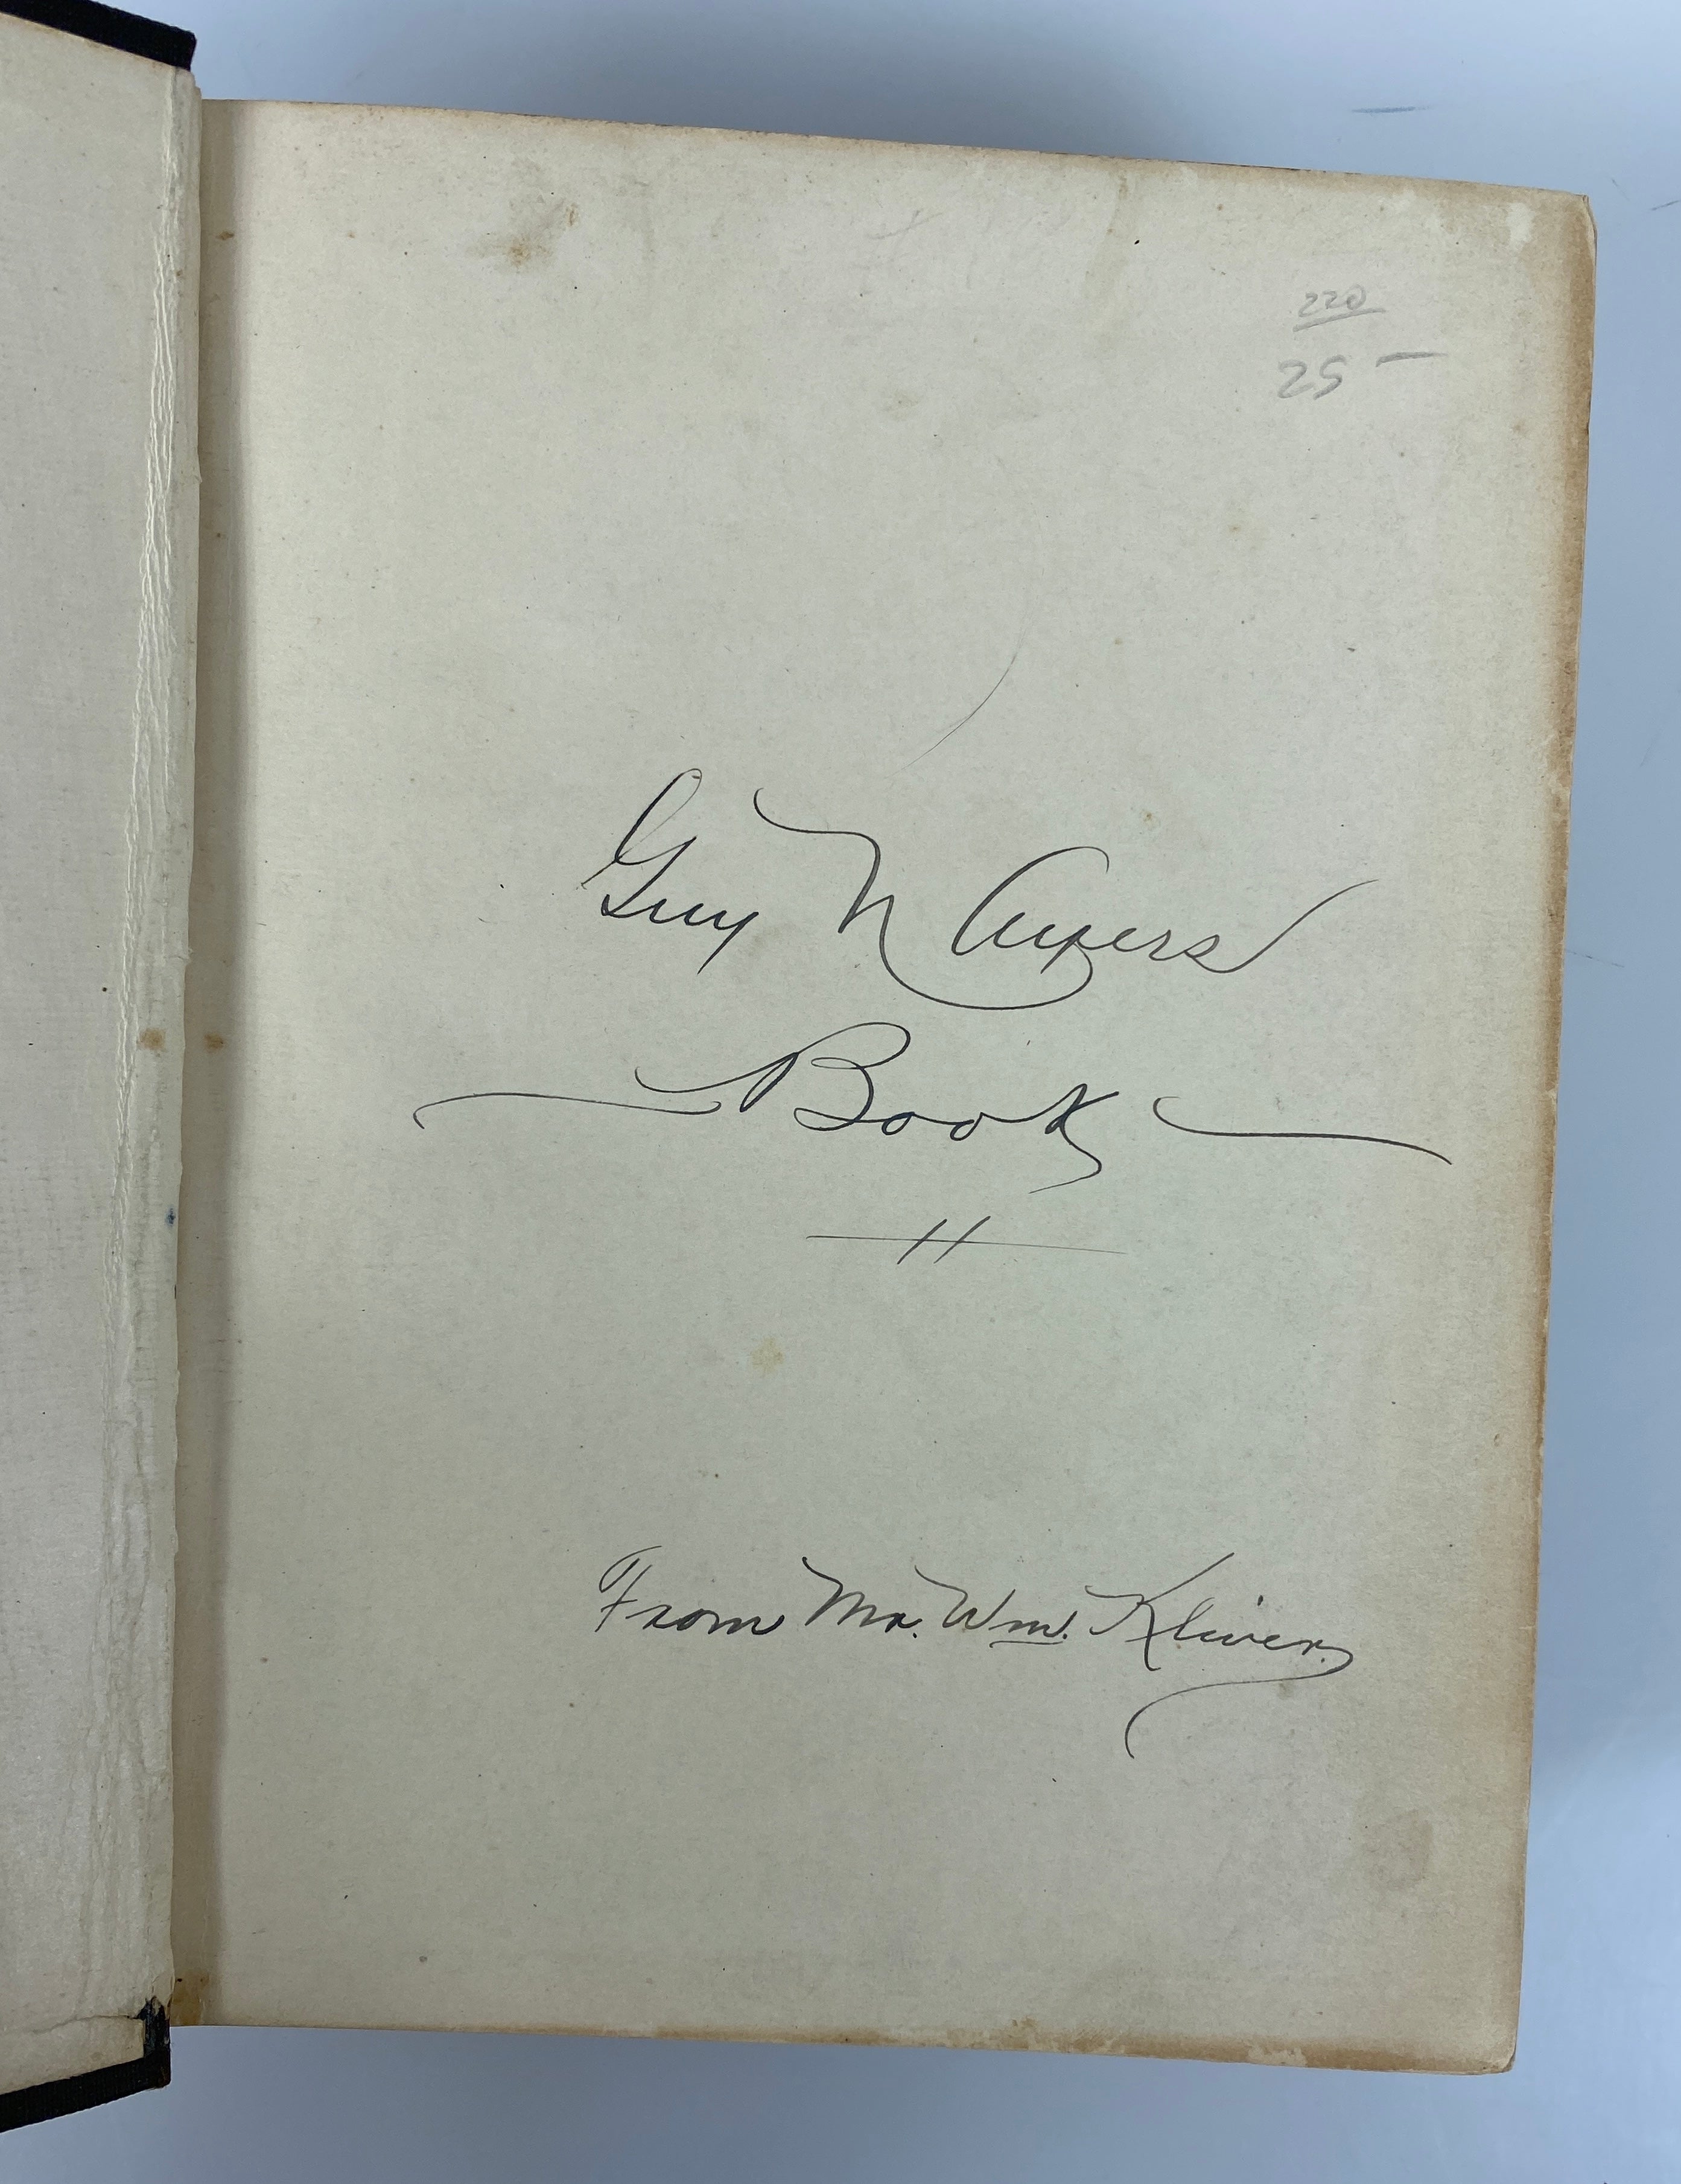 220
25 —
Guy N Ayers
Book
From Mr. Wm. Kliver.